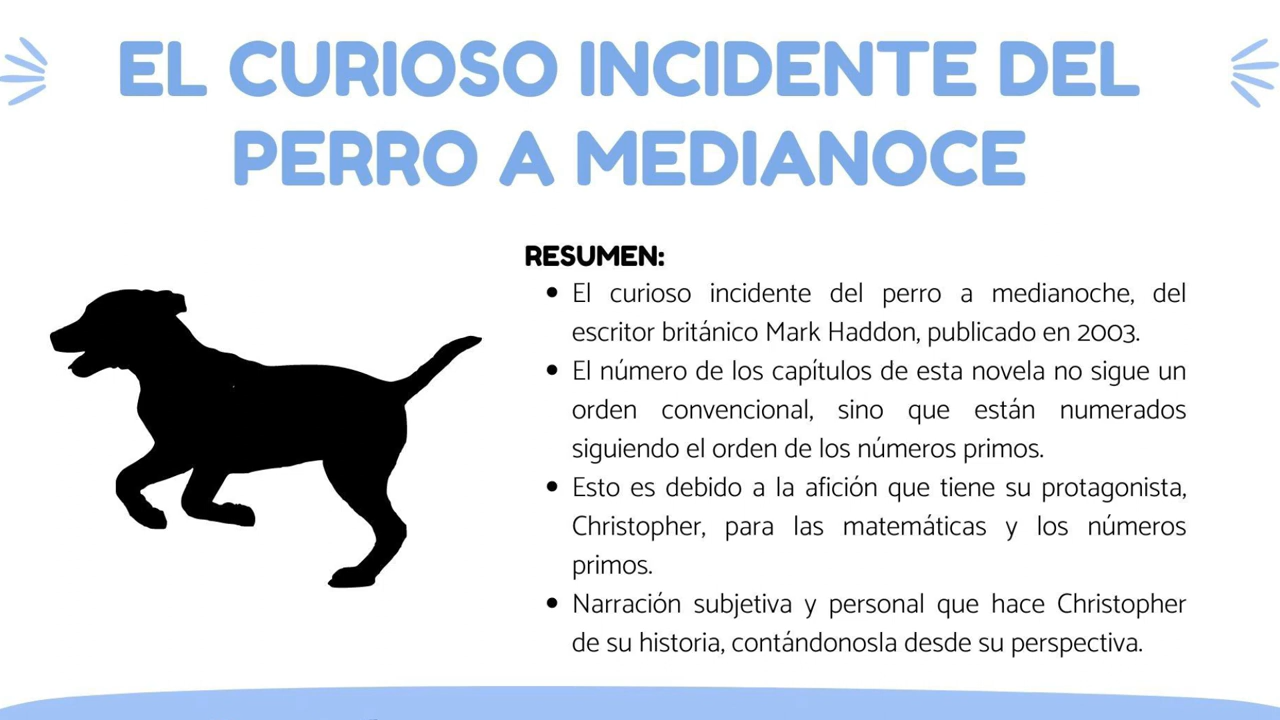 EL CURIOSO INCIDENTE DEL
PERRO A MEDIANOCE
RESUMEN:
• El curioso incidente del perro a medianoche, del
escritor británico Mark Haddon, publicado en 2003.
• El número de los capítulos de esta novela no sigue un
orden convencional, sino que están numerados
siguiendo el orden de los números primos.
• Esto es debido a la afición que tiene su protagonista,
Christopher, para las matemáticas y los números
primos.
• Narración subjetiva y personal que hace Christopher
de su historia, contándonosla desde su perspectiva.